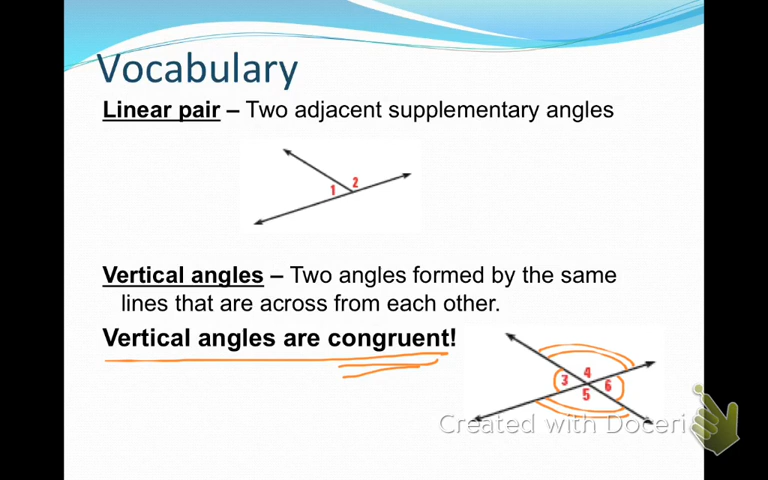 Vocabulary
Linear pair – Two adjacent supplementary angles
1 2
Vertical angles – Two angles formed by the same
lines that are across from each other.
Vertical angles are congruent!
4
3 6
5
Created with Doceri